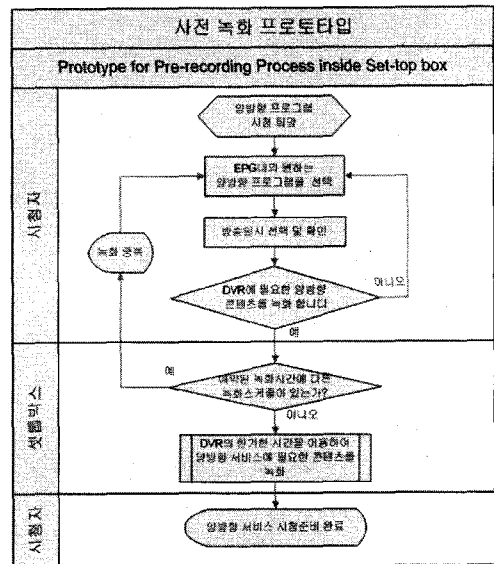 사전 녹화 프로토타입
Prototype for Pre-recording Process inside Set-top box
시청자
양방향 프로그램
시청 희망
EPG내의 원하는
양방향 프로그램을 선택
방송일시 선택 및 확인
녹화 중복
DVR에 필요한 양방향
콘텐츠를 녹화 합니다
아니오
예
셋톱박스
예
예약된 녹화시간에 다른
녹화스케줄이 있는가?
아니오
DVR의 한가한 시간을 이용하여
양방향 서비스에 필요한 콘텐츠를
녹화
시청자
양방향 서비스 시청준비 완료